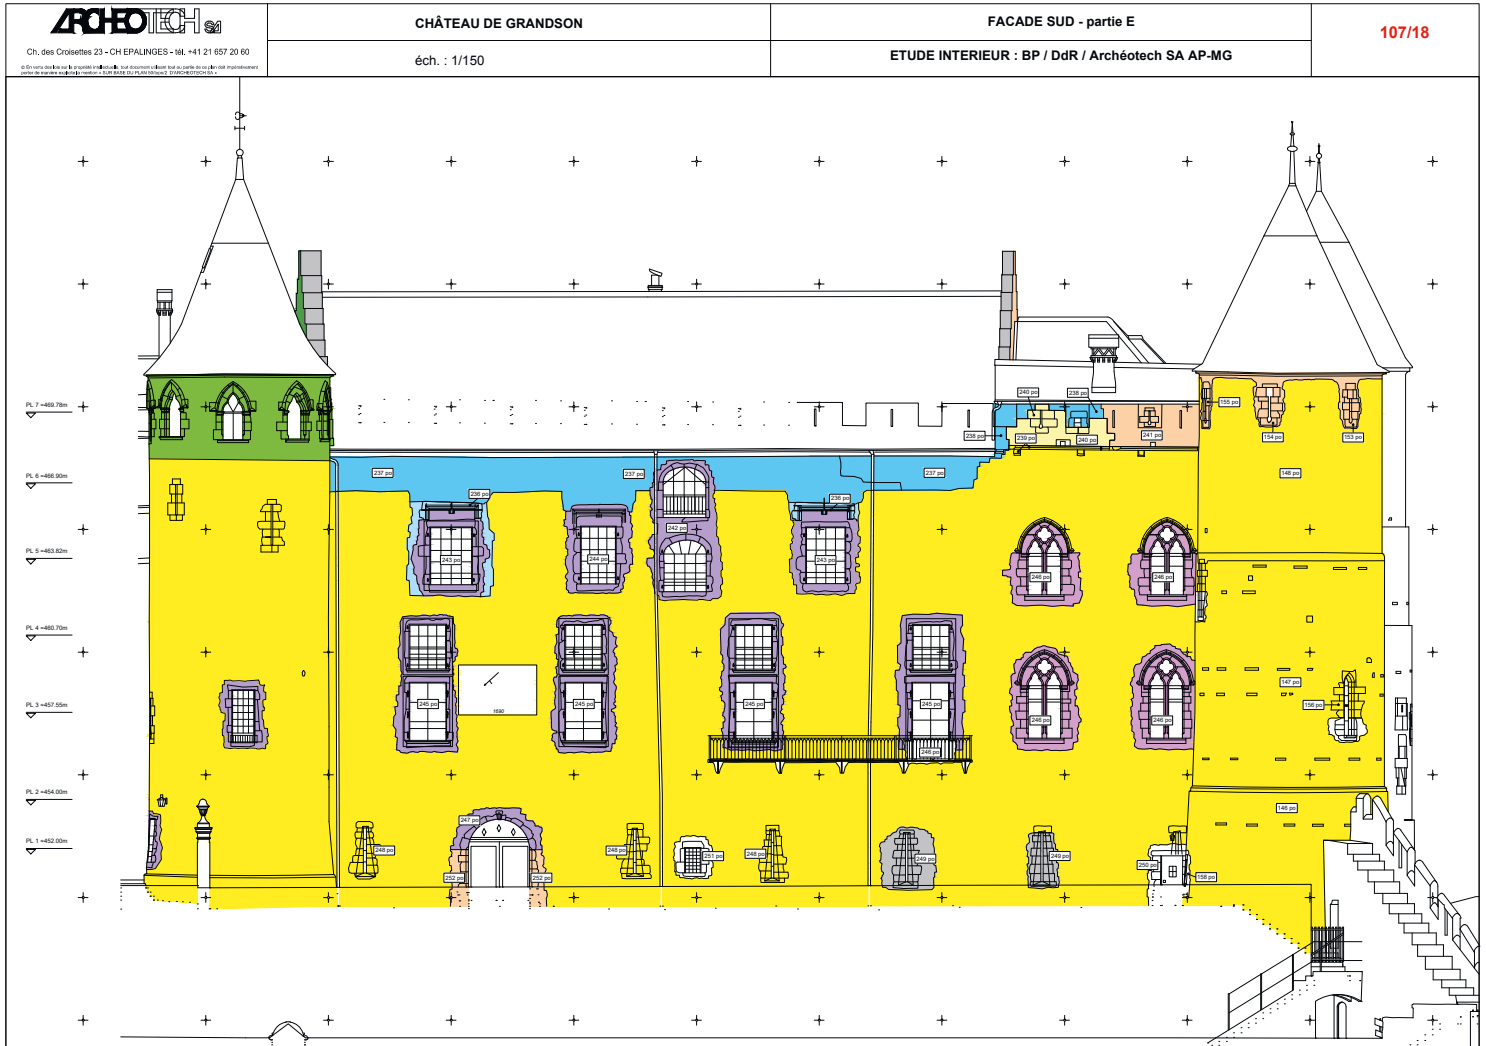 ARCHEOTECH SA
Ch. des Croisettes 23 - CH EPALINGES - tél. +41 21 657 20 60
CHÂTEAU DE GRANDSON
éch. : 1/150
FACADE SUD - partie E
ETUDE INTERIEUR : BP / DdR / Archéotech SA AP-MG
107/18
PL 7 =469.78m
PL 6 =466.90m
PL 5 =463.82m
PL 4 =460.70m
PL 3 =457.55m
PL 2 =454.00m
PL 1 =452.00m
240 po
238 po
155 po
238 po
239 po
240 po
241 po
154 po
153 po
237 po
237 po
237 po
148 po
236 po
236 po
242 po
243 po
244 po
243 po
246 po
246 po
147 po
245 po
245 po
245 po
245 po
156 po
1690
246 po
246 po
246 po
146 po
247 po
248 po
248 po
251 po
248 po
249 po
249 po
250 po
252 po
252 po
158 po